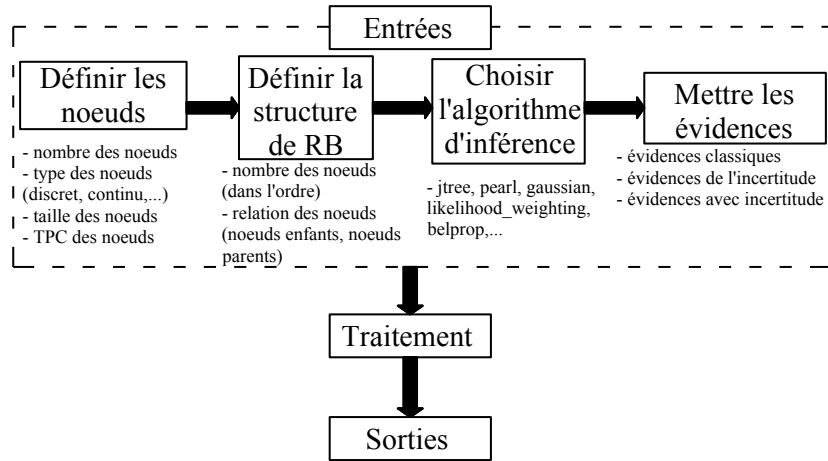 Entrées
Définir les
noeuds
- nombre des noeuds
- type des noeuds
(discret, continu,...)
- taille des noeuds
- TPC des noeuds
Définir la
structure
de RB
- nombre des noeuds
(dans l'ordre)
- relation des noeuds
(noeuds enfants, noeuds
parents)
Choisir
l'algorithme
d'inférence
- jtree, pearl, gaussian,
likelihood_weighting,
belprop,...
Mettre les
évidences
- évidences classiques
- évidences de l'incertitude
- évidences avec incertitude
Traitement
Sorties